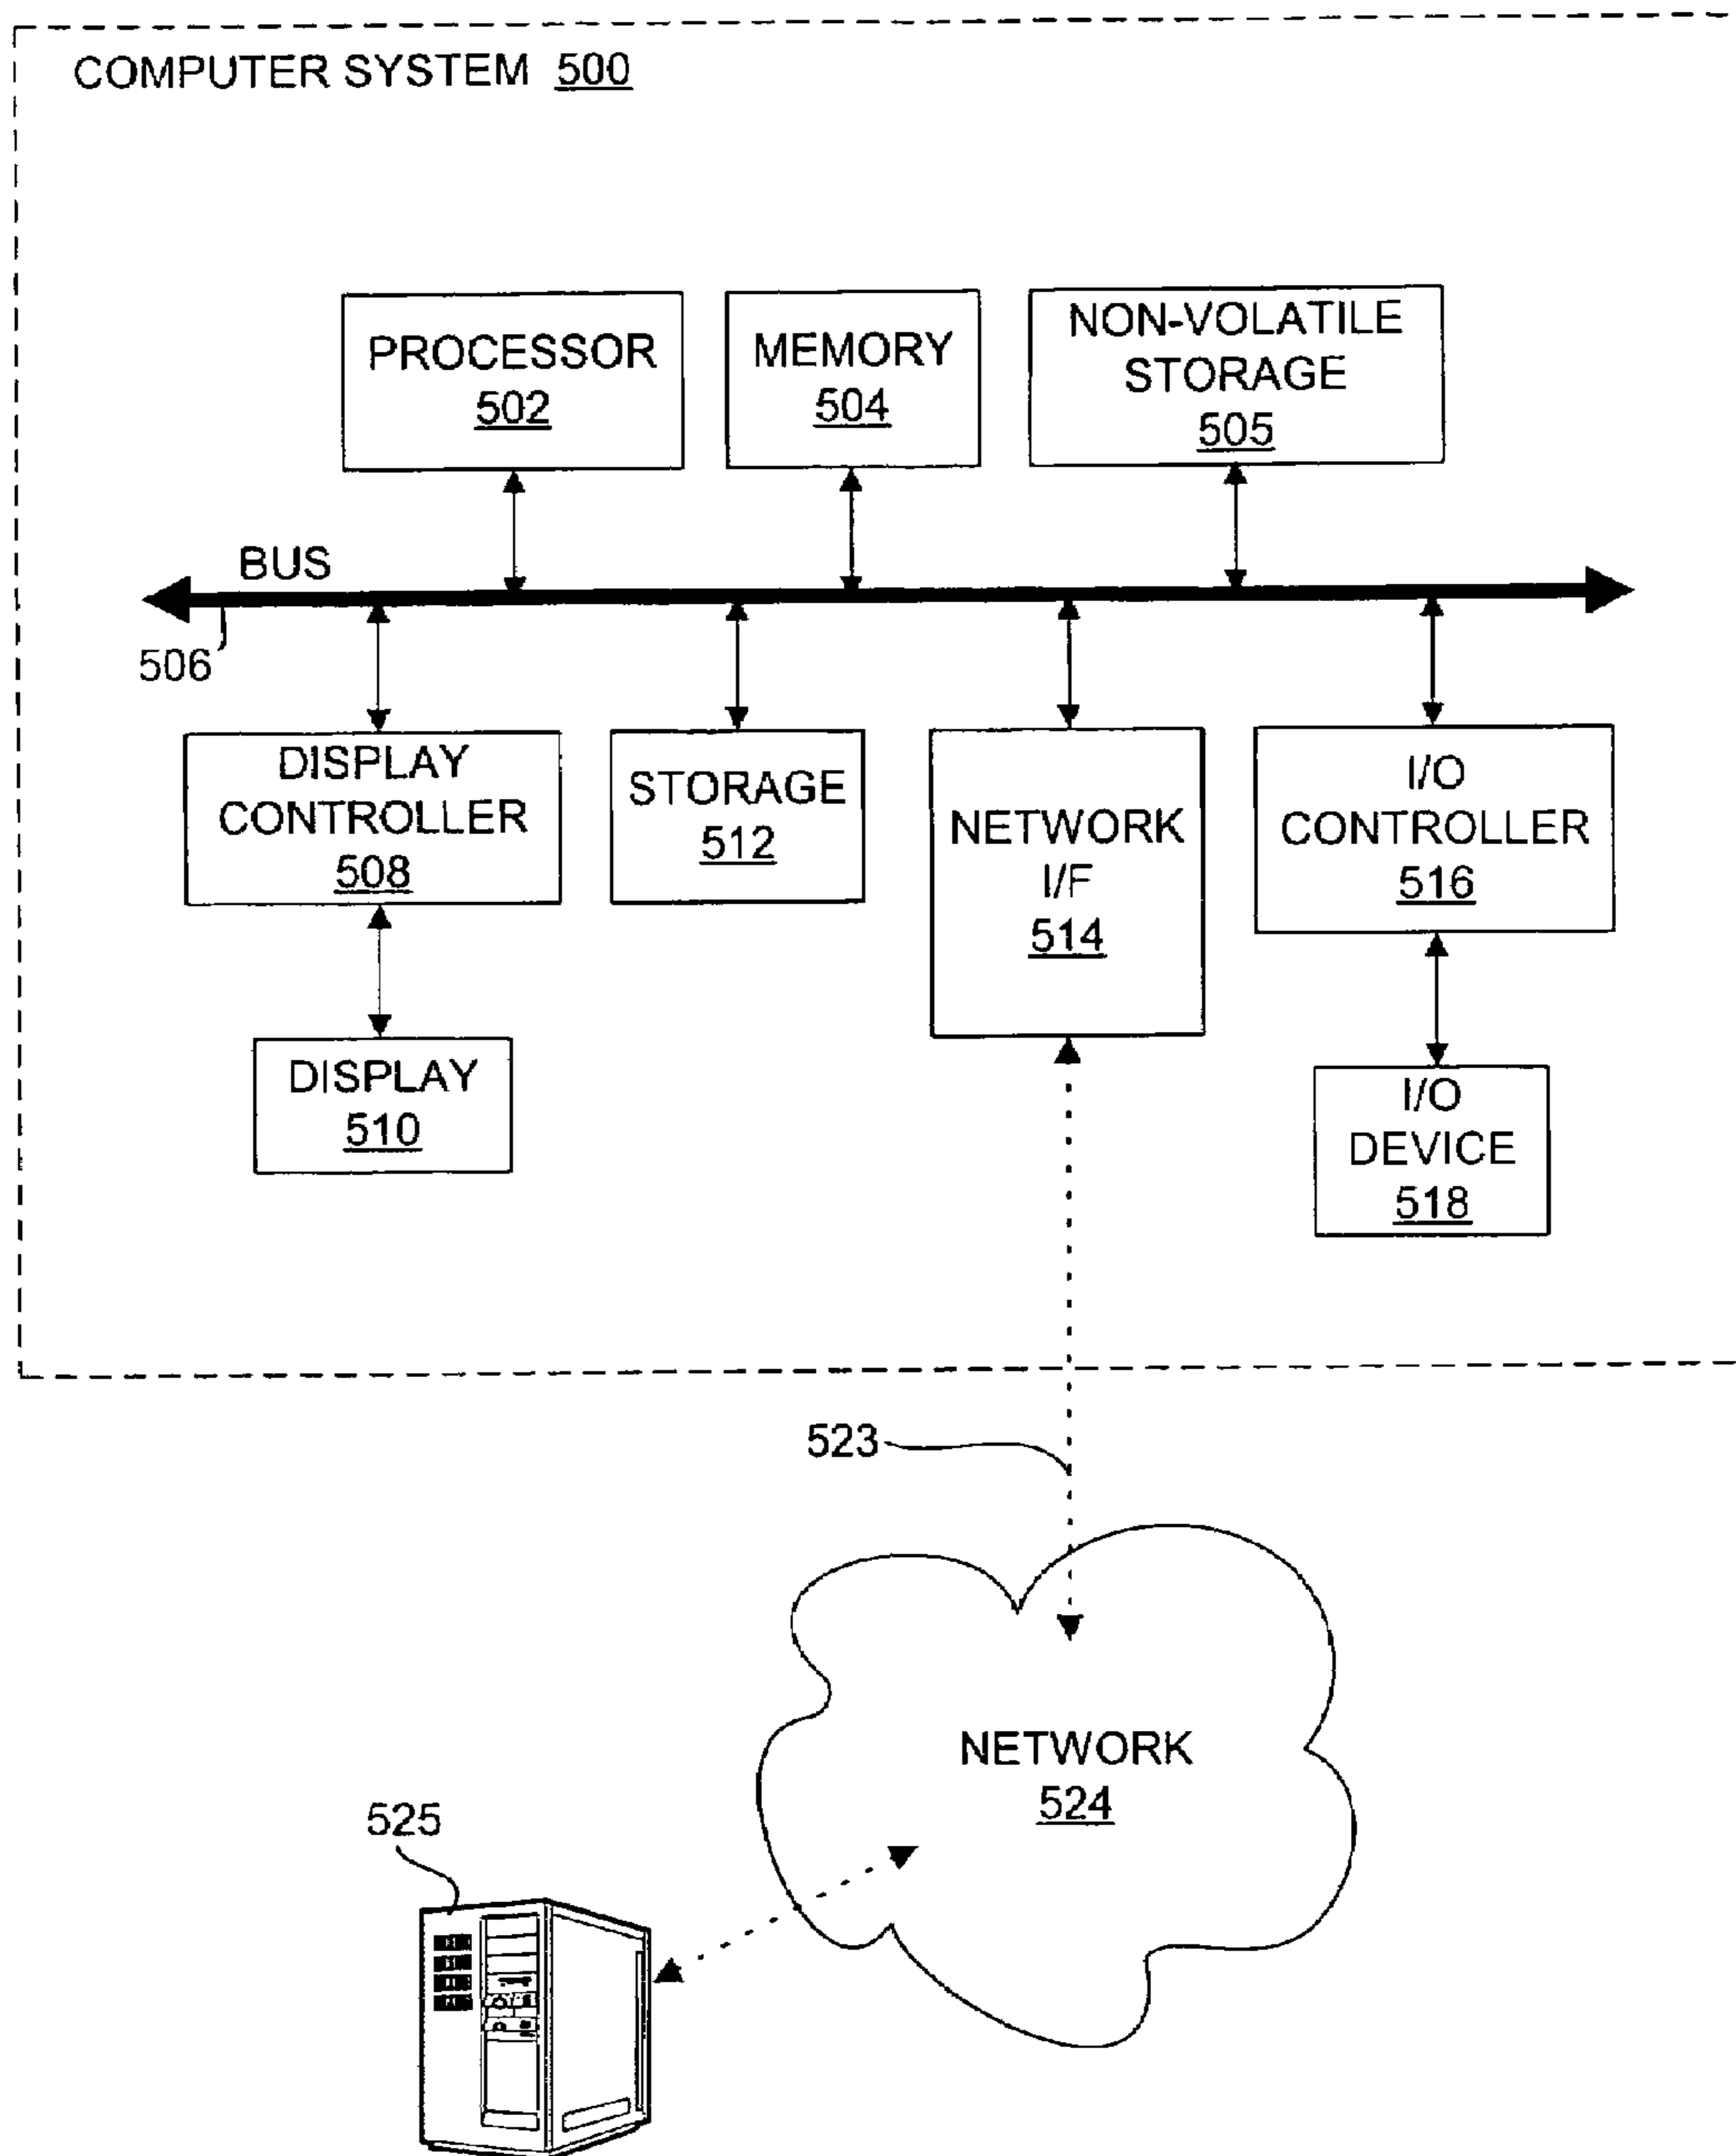 COMPUTER SYSTEM 500
PROCESSOR
502
MEMORY
504
NON-VOLATILE
STORAGE
505
BUS
506
DISPLAY
CONTROLLER
508
STORAGE
512
NETWORK
I/F
514
I/O
CONTROLLER
516
DISPLAY
510
I/O
DEVICE
518
523
NETWORK
524
525